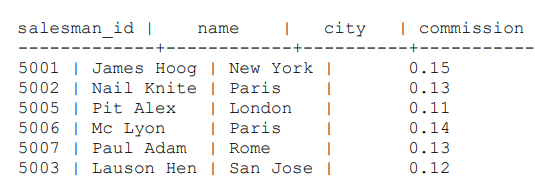 salesman_id |    name    |   city   | commission
-------------+------------+----------+------------
5001 | James Hoog | New York |       0.15
5002 | Nail Knite | Paris    |       0.13
5005 | Pit Alex   | London   |       0.11
5006 | Mc Lyon    | Paris    |       0.14
5007 | Paul Adam  | Rome     |       0.13
5003 | Lauson Hen | San Jose |       0.12